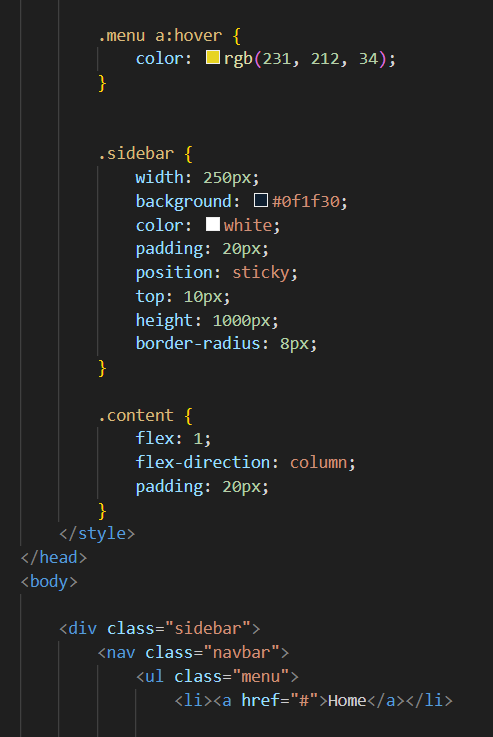 .menu a:hover {
color: rgb(231, 212, 34);
}
.sidebar {
width: 250px;
background: #0f1f30;
color: white;
padding: 20px;
position: sticky;
top: 10px;
height: 1000px;
border-radius: 8px;
}
.content {
flex: 1;
flex-direction: column;
padding: 20px;
}
</style>
</head>
<body>
<div class="sidebar">
<nav class="navbar">
<ul class="menu">
<li><a href="#">Home</a></li>